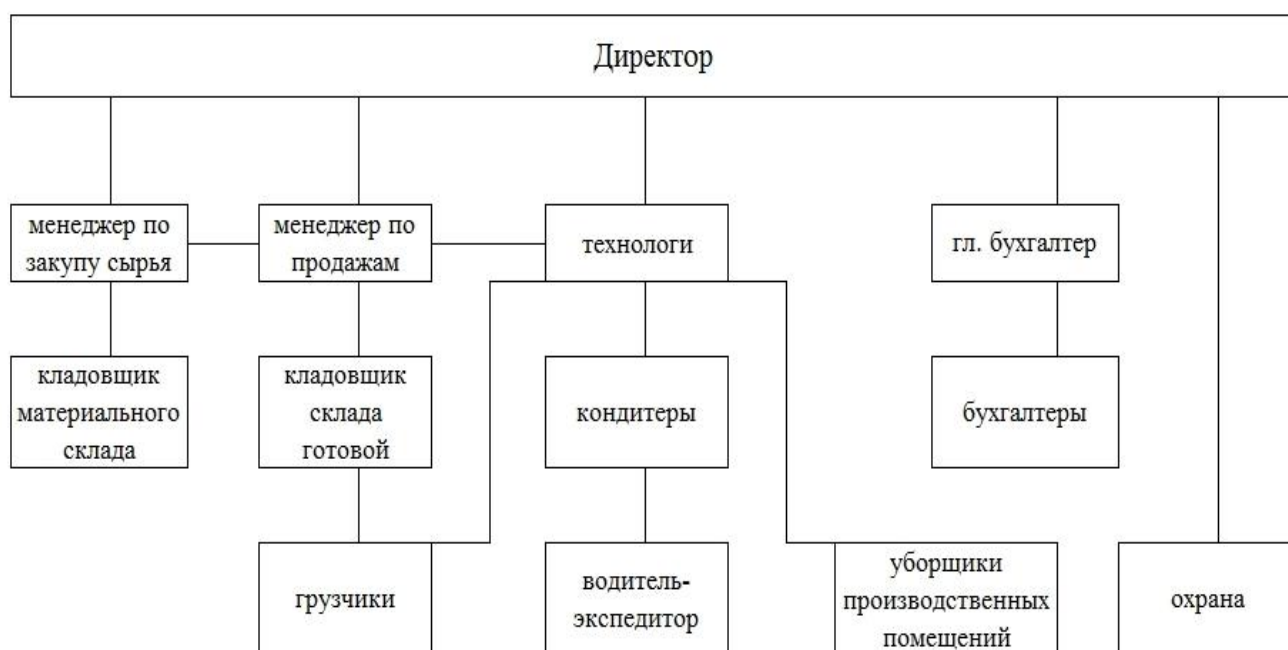 Директор
менеджер по
закупу сырья
менеджер по
продажам
технологи
гл. бухгалтер
кладовщик
материального
склада
кладовщик
склада
готовой
кондитеры
бухгалтеры
грузчики
водитель-
экспедитор
уборщики
производственных
помещений
охрана